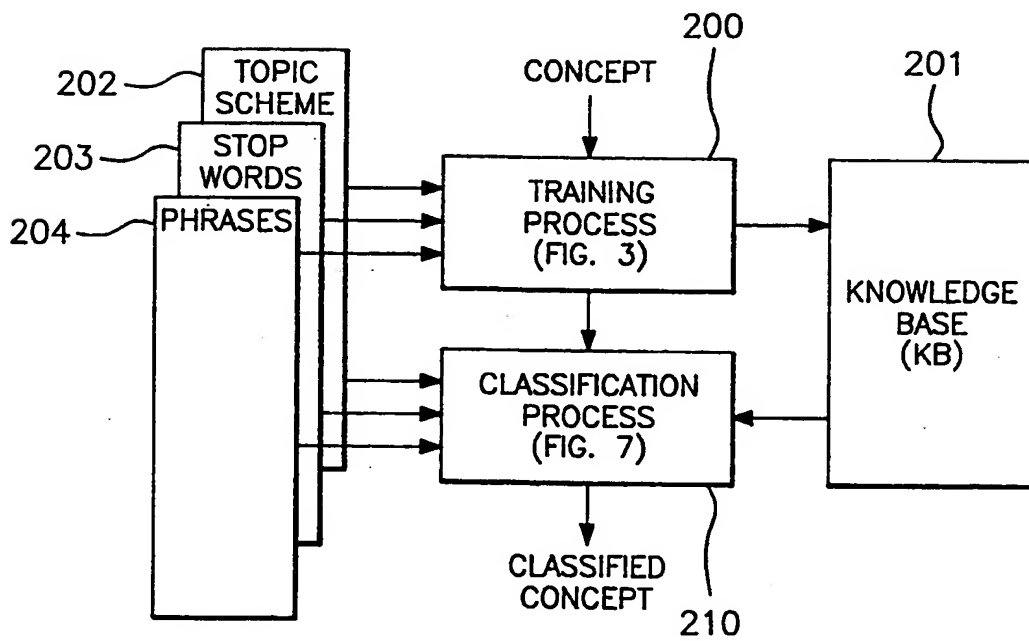 200
202
TOPIC
SCHEME
CONCEPT
201
203
STOP
WORDS
204
PHRASES
TRAINING
PROCESS
(FIG. 3)
KNOWLEDGE
BASE
(KB)
CLASSIFICATION
PROCESS
(FIG. 7)
CLASSIFIED
CONCEPT
210